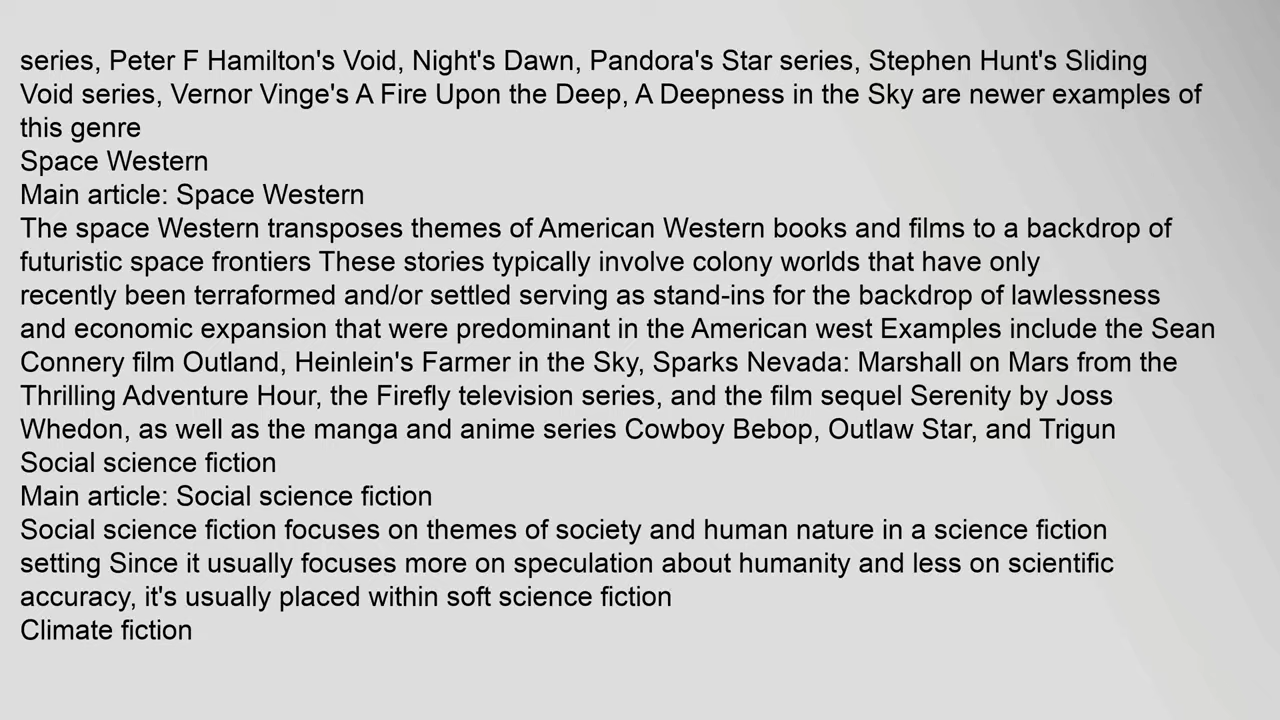 series, Peter F Hamilton's Void, Night's Dawn, Pandora's Star series, Stephen Hunt's Sliding
Void series, Vernor Vinge's A Fire Upon the Deep, A Deepness in the Sky are newer examples of
this genre
Space Western
Main article: Space Western
The space Western transposes themes of American Western books and films to a backdrop of
futuristic space frontiers These stories typically involve colony worlds that have only
recently been terraformed and/or settled serving as stand-ins for the backdrop of lawlessness
and economic expansion that were predominant in the American west Examples include the Sean
Connery film Outland, Heinlein's Farmer in the Sky, Sparks Nevada: Marshall on Mars from the
Thrilling Adventure Hour, the Firefly television series, and the film sequel Serenity by Joss
Whedon, as well as the manga and anime series Cowboy Bebop, Outlaw Star, and Trigun
Social science fiction
Main article: Social science fiction
Social science fiction focuses on themes of society and human nature in a science fiction
setting Since it usually focuses more on speculation about humanity and less on scientific
accuracy, it's usually placed within soft science fiction
Climate fiction